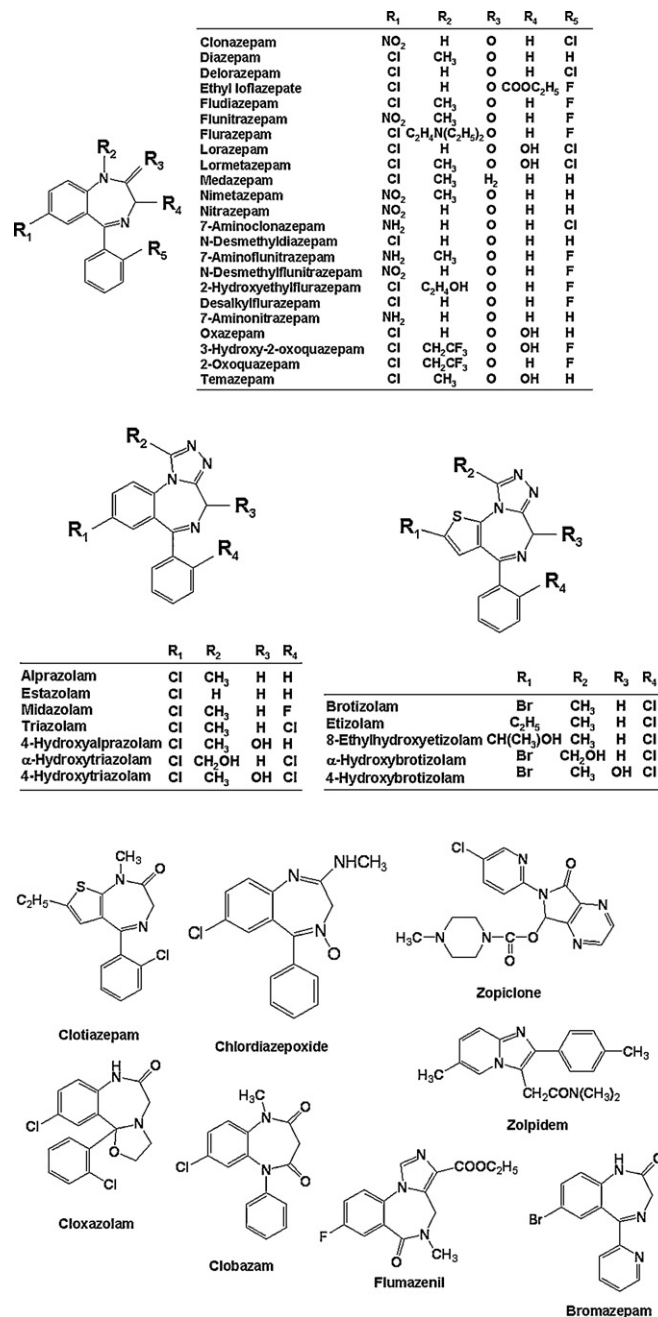 R1 R2 R3 R4 R5
Clonazepam NO2 H O H Cl
Diazepam Cl CH3 O H H
Delorazepam Cl H O H Cl
Ethyl loflazepate Cl H O COOC2H5 F
Fludiazepam Cl CH3 O H F
Flunitrazepam NO2 CH3 O H F
Flurazepam Cl C2H4N(C2H5)2 O H F
Lorazepam Cl H O OH Cl
Lormetazepam Cl CH3 O OH Cl
Medazepam Cl CH3 H2 H H
Nimetazepam NO2 CH3 O H H
Nitrazepam NO2 H O H H
7-Aminoclonazepam NH2 H O H Cl
N-Desmethyldiazepam Cl H O H H
7-Aminoflunitrazepam NH2 CH3 O H F
N-Desmethylflunitrazepam NO2 H O H F
2-Hydroxyethylflurazepam Cl C2H4OH O H F
Desalkylflurazepam Cl H O H F
7-Aminonitrazepam NH2 H O H H
Oxazepam Cl H O OH H
3-Hydroxy-2-oxoquazepam Cl CH2CF3 O OH F
2-Oxoquazepam Cl CH2CF3 O H F
Temazepam Cl CH3 O OH H
R2
N
R3
R4
N
R1
R5
R2
N
N
N
R1
N
R3
R4
R2
N
N
S
N
R1
N
R3
R4
R1 R2 R3 R4
Alprazolam Cl CH3 H H
Estazolam Cl H H H
Midazolam Cl CH3 H F
Triazolam Cl CH3 H Cl
4-Hydroxyalprazolam Cl CH3 OH H
α-Hydroxytriazolam Cl CH2OH H Cl
4-Hydroxytriazolam Cl CH3 OH Cl
R1 R2 R3 R4
Brotizolam Br CH3 H Cl
Etizolam C2H5 CH3 H Cl
8-Ethylhydroxyetizolam CH(CH3)OH CH3 H Cl
α-Hydroxybrotizolam Br CH2OH H Cl
4-Hydroxybrotizolam Br CH3 OH Cl
CH3
S
N
O
C2H5
N
Cl
Clotiazepam
NHCH3
N
Cl
N
O
Chlordiazepoxide
Cl
N
O
N
N
N
CH3-N
N-C-O
O
Zopiclone
N
N
CH3
H3C
CH2CON(CH3)2
Zolpidem
H
N
O
Cl
N
O
Cl
Cloxazolam
H3C
N
O
Cl
N
O
Clobazam
N
COOC2H5
N
F
N
CH3
O
Flumazenil
H
N
O
Br
N
N
Bromazepam